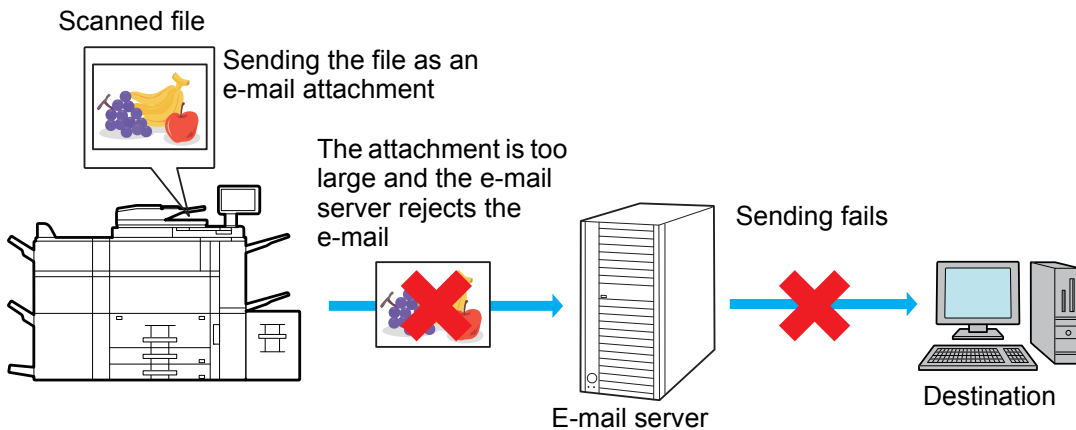 Scanned file
Sending the file as an
e-mail attachment
The attachment is too
large and the e-mail
server rejects the
e-mail
Sending fails
E-mail server
Destination